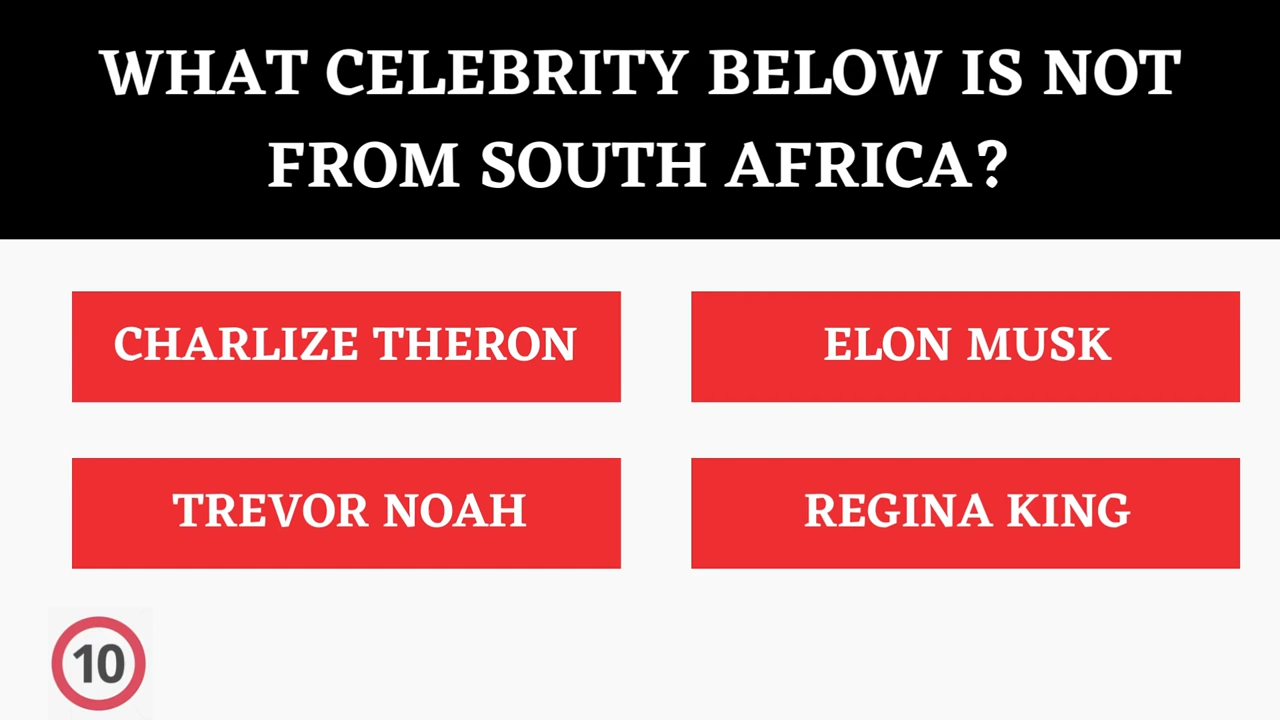 WHAT CELEBRITY BELOW IS NOT
FROM SOUTH AFRICA?
CHARLIZE THERON
ELON MUSK
TREVOR NOAH
REGINA KING
10